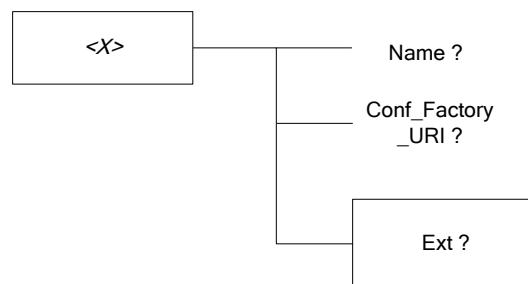 <X>
Name ?
Conf_Factory
_URI ?
Ext ?